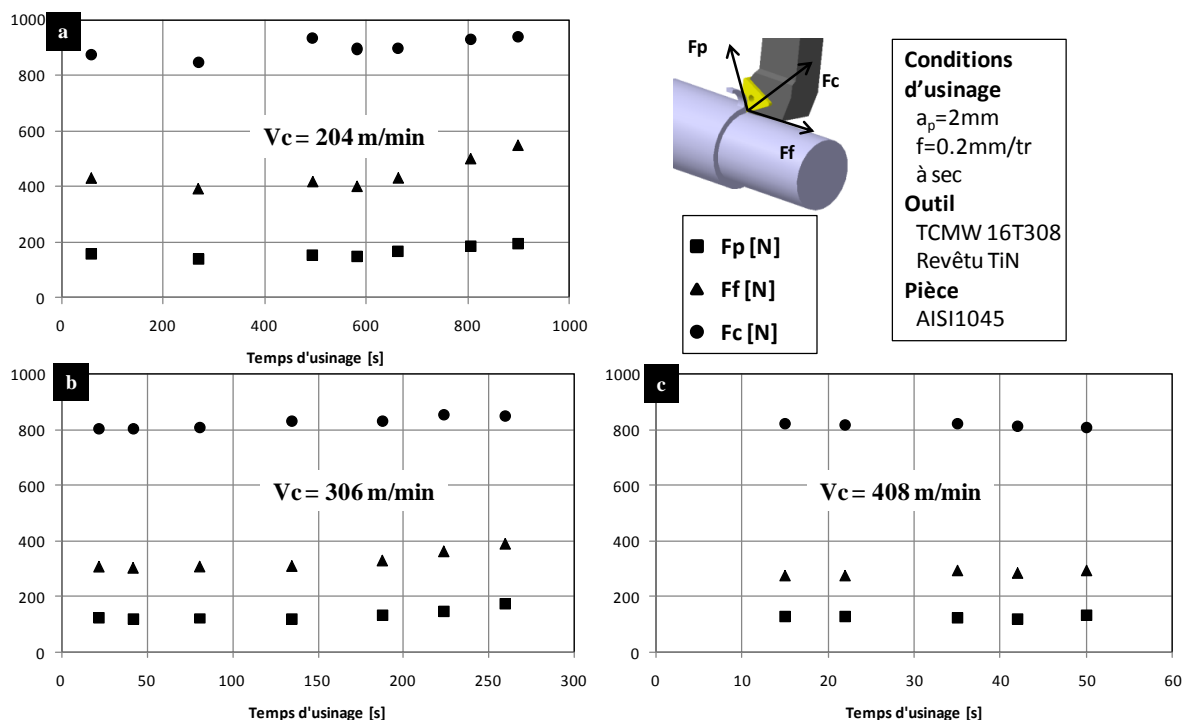 a
1000
800
600
400
200
0
Vc = 204 m/min
0 200 400 600 800 1000
Temps d'usinage [s]
Fp
Fc
Ff
Fp [N]
Ff [N]
Fc [N]
Conditions
d'usinage
ap=2mm
f=0.2mm/tr
à sec
Outil
TCMW 16T308
Revêtu TiN
Pièce
AISI1045
b
1000
800
600
400
200
0
Vc = 306 m/min
0 50 100 150 200 250 300
Temps d'usinage [s]
c
1000
800
600
400
200
0
Vc = 408 m/min
0 10 20 30 40 50 60
Temps d'usinage [s]